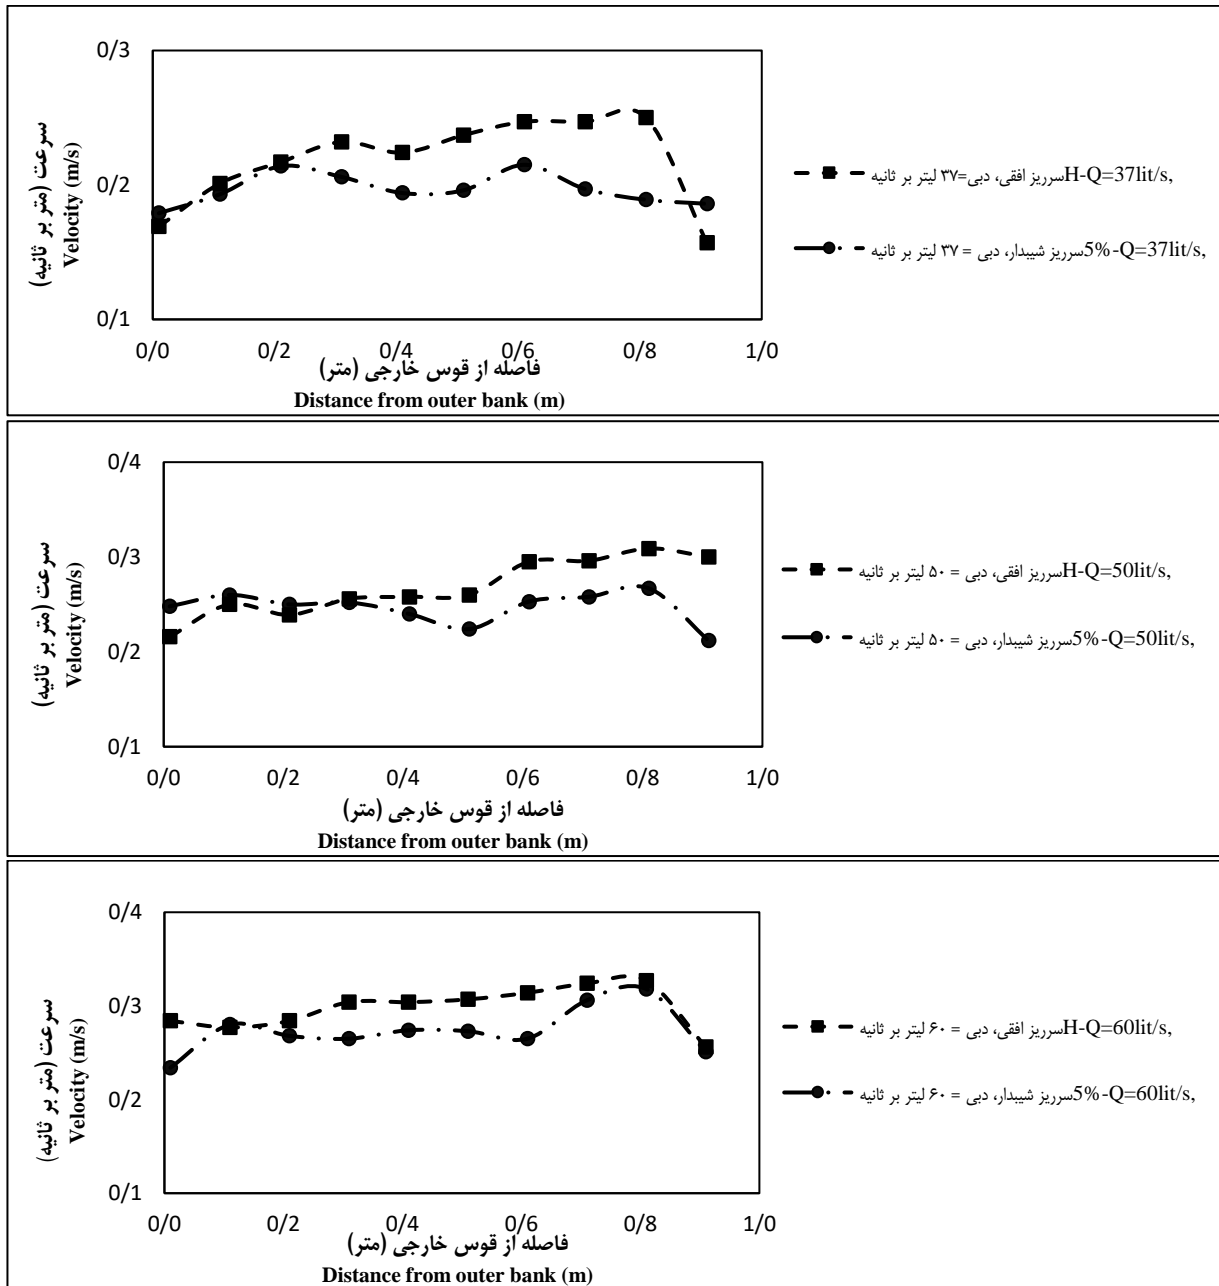 0/3
0/2
0/1
سرعت (متر بر ثانیه)
Velocity (m/s)
0/0 0/2 0/4 0/6 0/8 1/0
فاصله از قوس خارجی (متر)
Distance from outer bank (m)
H-Q=37lit/s, سرریز افقی، دبی=۳۷ لیتر بر ثانیه
5%-Q=37lit/s, سرریز شیبدار، دبی = ۳۷ لیتر بر ثانیه
0/4
0/3
0/2
0/1
سرعت (متر بر ثانیه)
Velocity (m/s)
0/0 0/2 0/4 0/6 0/8 1/0
فاصله از قوس خارجی (متر)
Distance from outer bank (m)
H-Q=50lit/s, سرریز افقی، دبی = ۵۰ لیتر بر ثانیه
5%-Q=50lit/s, سرریز شیبدار، دبی = ۵۰ لیتر بر ثانیه
0/4
0/3
0/2
0/1
سرعت (متر بر ثانیه)
Velocity (m/s)
0/0 0/2 0/4 0/6 0/8 1/0
فاصله از قوس خارجی (متر)
Distance from outer bank (m)
H-Q=60lit/s, سرریز افقی، دبی = ۶۰ لیتر بر ثانیه
5%-Q=60lit/s, سرریز شیبدار، دبی = ۶۰ لیتر بر ثانیه